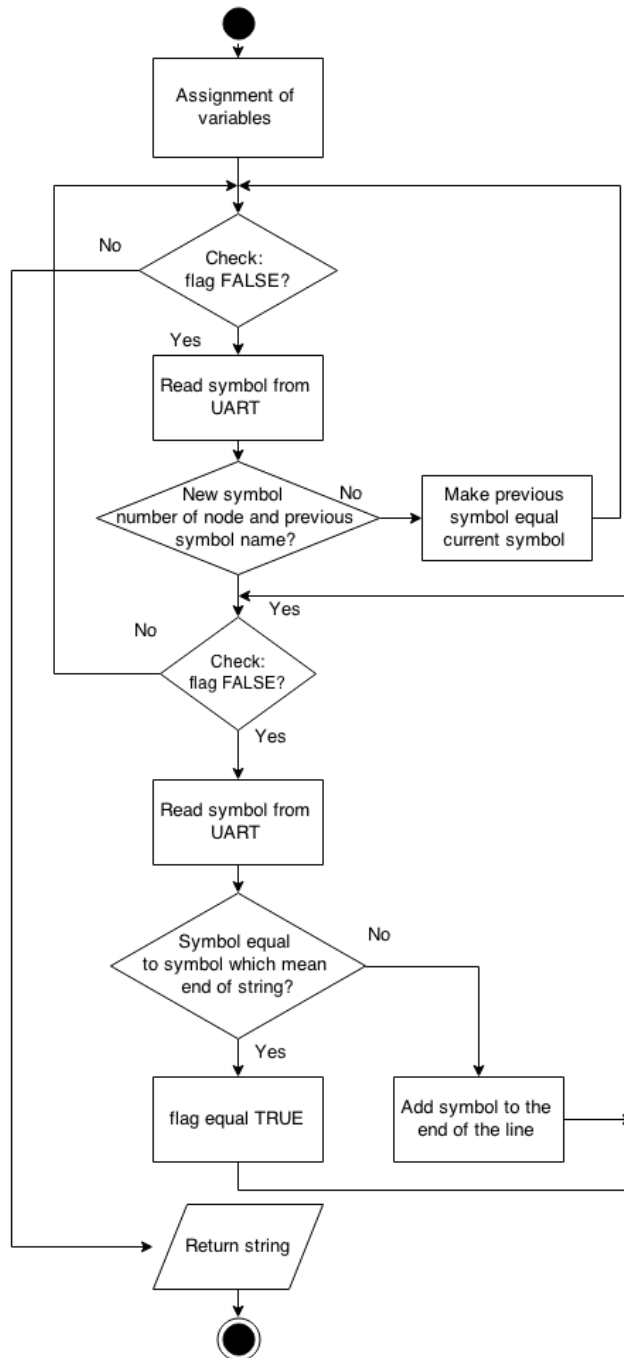 Assignment of
variables
No
Check:
flag FALSE?
Yes
Read symbol from
UART
New symbol
number of node and previous
symbol name?
No
Make previous
symbol equal
current symbol
Yes
No
Check:
flag FALSE?
Yes
Read symbol from
UART
Symbol equal
to symbol which mean
end of string?
No
Yes
flag equal TRUE
Add symbol to the
end of the line
Return string